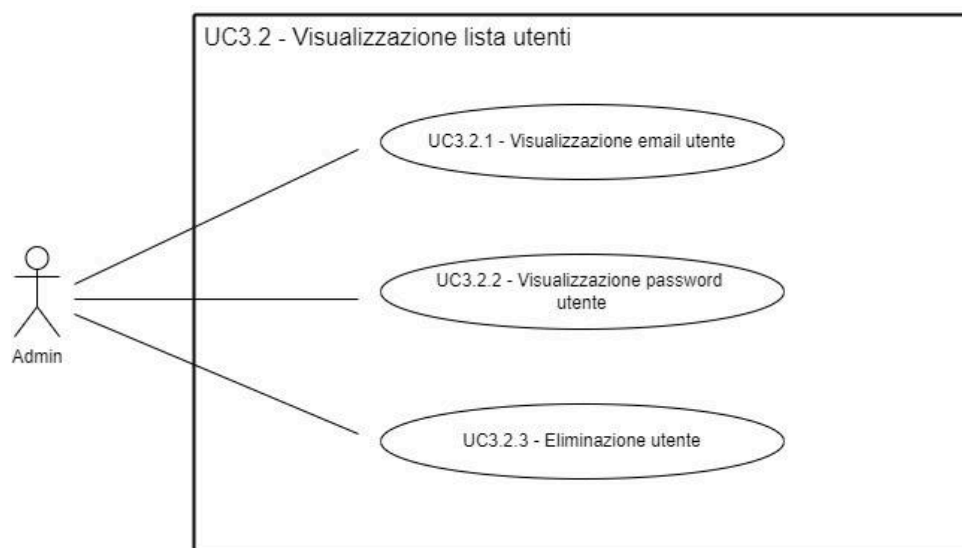 UC3.2 - Visualizzazione lista utenti
UC3.2.1 - Visualizzazione email utente
UC3.2.2 - Visualizzazione password
utente
Admin
UC3.2.3 - Eliminazione utente